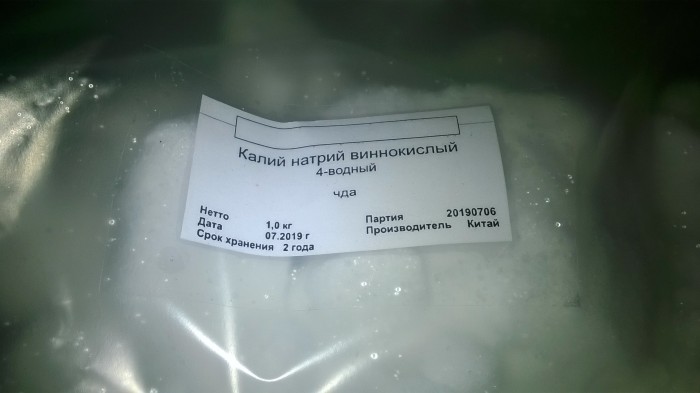 Калий натрий виннокислый
4-водный
чда
Нетто 1,0 кг
Дата 07.2019 г
Срок хранения 2 года
Партия 20190706
Производитель Китай